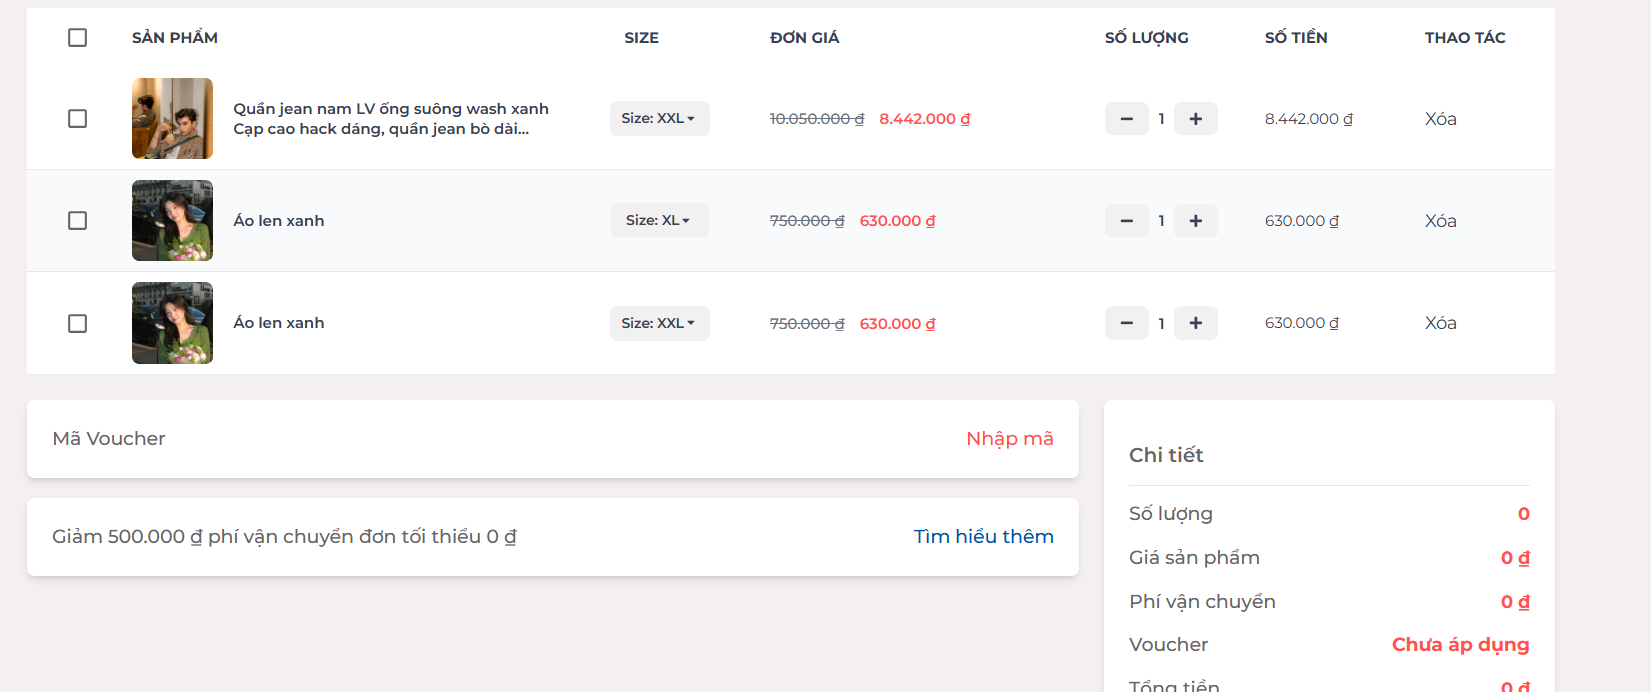 SẢN PHẨM SIZE ĐƠN GIÁ SỐ LƯỢNG SỐ TIỀN THAO TÁC
Quần jean nam LV ống suông wash xanh
Cạp cao hack dáng, quần jean bò dài...
Size: XXL 10.050.000 ₫ 8.442.000 ₫ − 1 + 8.442.000 ₫ Xóa
Áo len xanh Size: XL 750.000 ₫ 630.000 ₫ − 1 + 630.000 ₫ Xóa
Áo len xanh Size: XXL 750.000 ₫ 630.000 ₫ − 1 + 630.000 ₫ Xóa
Mã Voucher Nhập mã
Giảm 500.000 ₫ phí vận chuyển đơn tối thiểu 0 ₫ Tìm hiểu thêm
Chi tiết
Số lượng 0
Giá sản phẩm 0 ₫
Phí vận chuyển 0 ₫
Voucher Chưa áp dụng
Tổng tiền 0 ₫